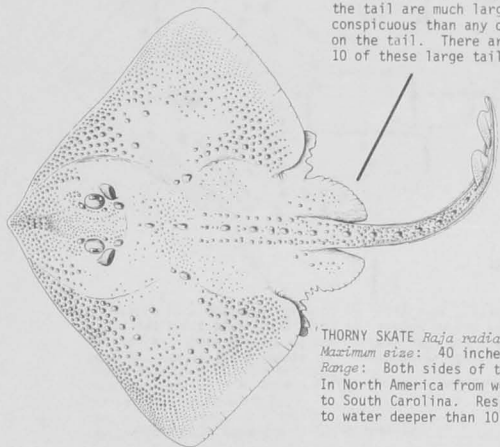 the tail are much larg
conspicuous than any o
on the tail. There ar
10 of these large tail
THORNY SKATE Raja radia
Maximum size: 40 inche
Range: Both sides of t
In North America from w
to South Carolina. Res
to water deeper than 10